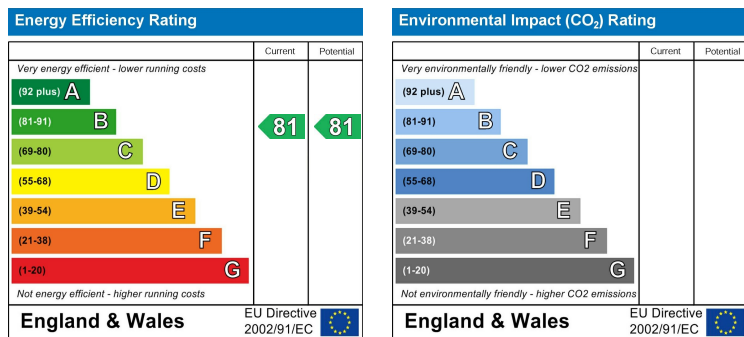 Energy Efficiency Rating
Current Potential
Very energy efficient - lower running costs
(92 plus) A
(81-91) B 81 81
(69-80) C
(55-68) D
(39-54) E
(21-38) F
(1-20) G
Not energy efficient - higher running costs
England & Wales
EU Directive
2002/91/EC
Environmental Impact (CO₂) Rating
Current Potential
Very environmentally friendly - lower CO2 emissions
(92 plus) A
(81-91) B
(69-80) C
(55-68) D
(39-54) E
(21-38) F
(1-20) G
Not environmentally friendly - higher CO2 emissions
England & Wales
EU Directive
2002/91/EC